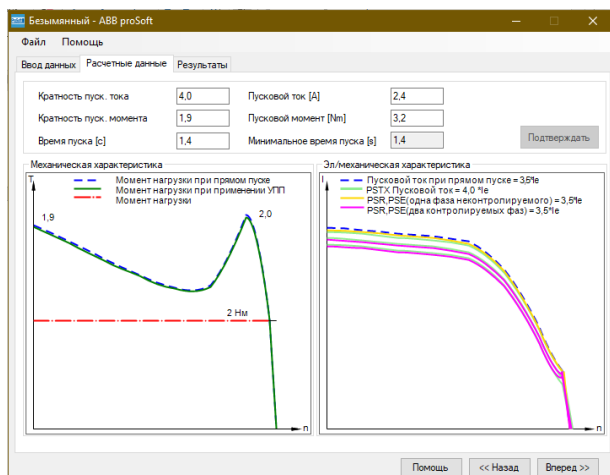 Безымянный - ABB proSoft
Файл Помощь
Ввод данных Расчетные данные Результаты
Кратность пуск. тока 4,0 Пусковой ток [A] 2,4
Кратность пуск. момента 1,9 Пусковой момент [Nm] 3,2
Время пуска [с] 1,4 Минимальное время пуска [s] 1,4 Подтверждать
Механическая характеристика
T
Момент нагрузки при прямом пуске
Момент нагрузки при применении УПП
Момент нагрузки
1,9
2,0
2 Нм
n
Эл/механическая характеристика
I
Пусковой ток при прямом пуске = 3,5*Ie
PSTX Пусковой ток = 4,0 *Ie
PSR,PSE(одна фаза неконтролируемого) = 3,5*Ie
PSR,PSE(два контролируемых фаз) = 3,5*Ie
n
Помощь << Назад Вперед >>